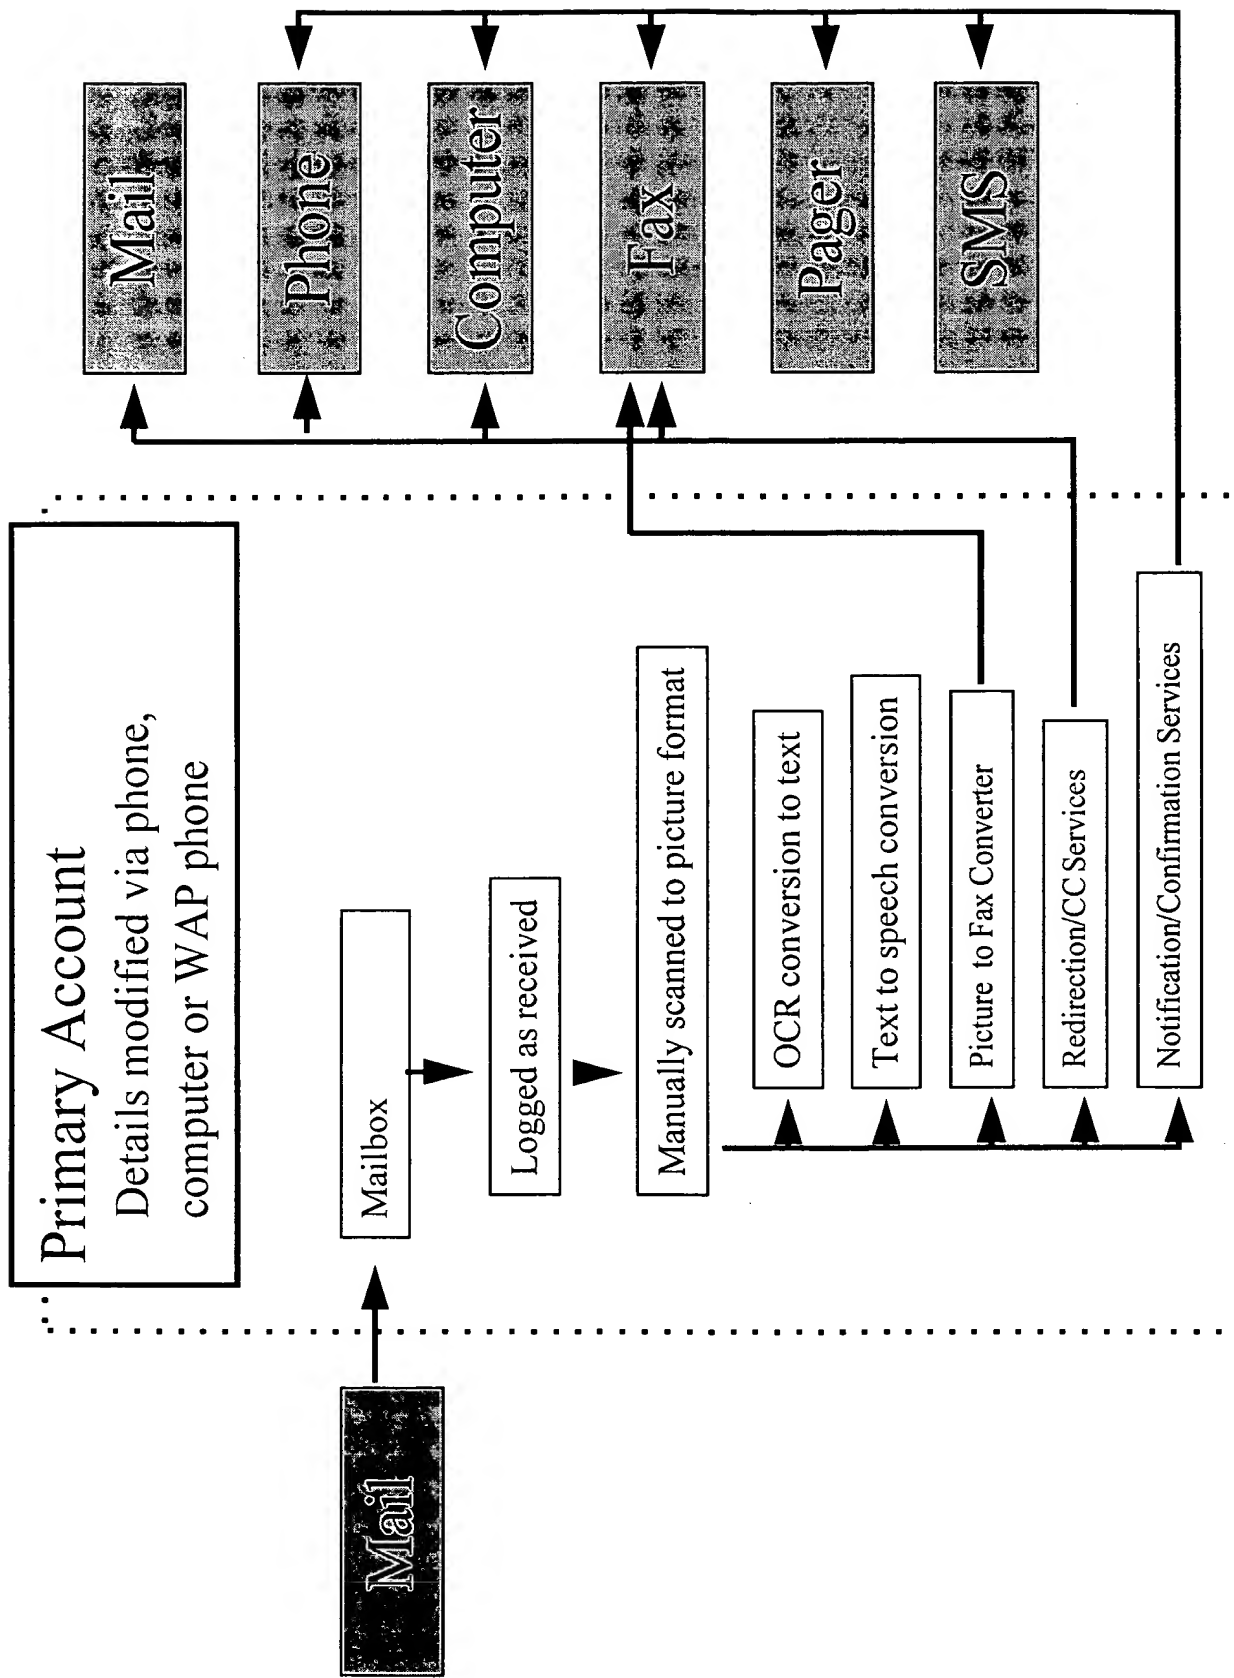 Primary Account
Details modified via phone,
computer or WAP phone
Mail
Mailbox
Logged as received
Manually scanned to picture format
OCR conversion to text
Text to speech conversion
Picture to Fax Converter
Redirection/CC Services
Notification/Confirmation Services
Mail
Phone
Computer
Fax
Pager
SMS